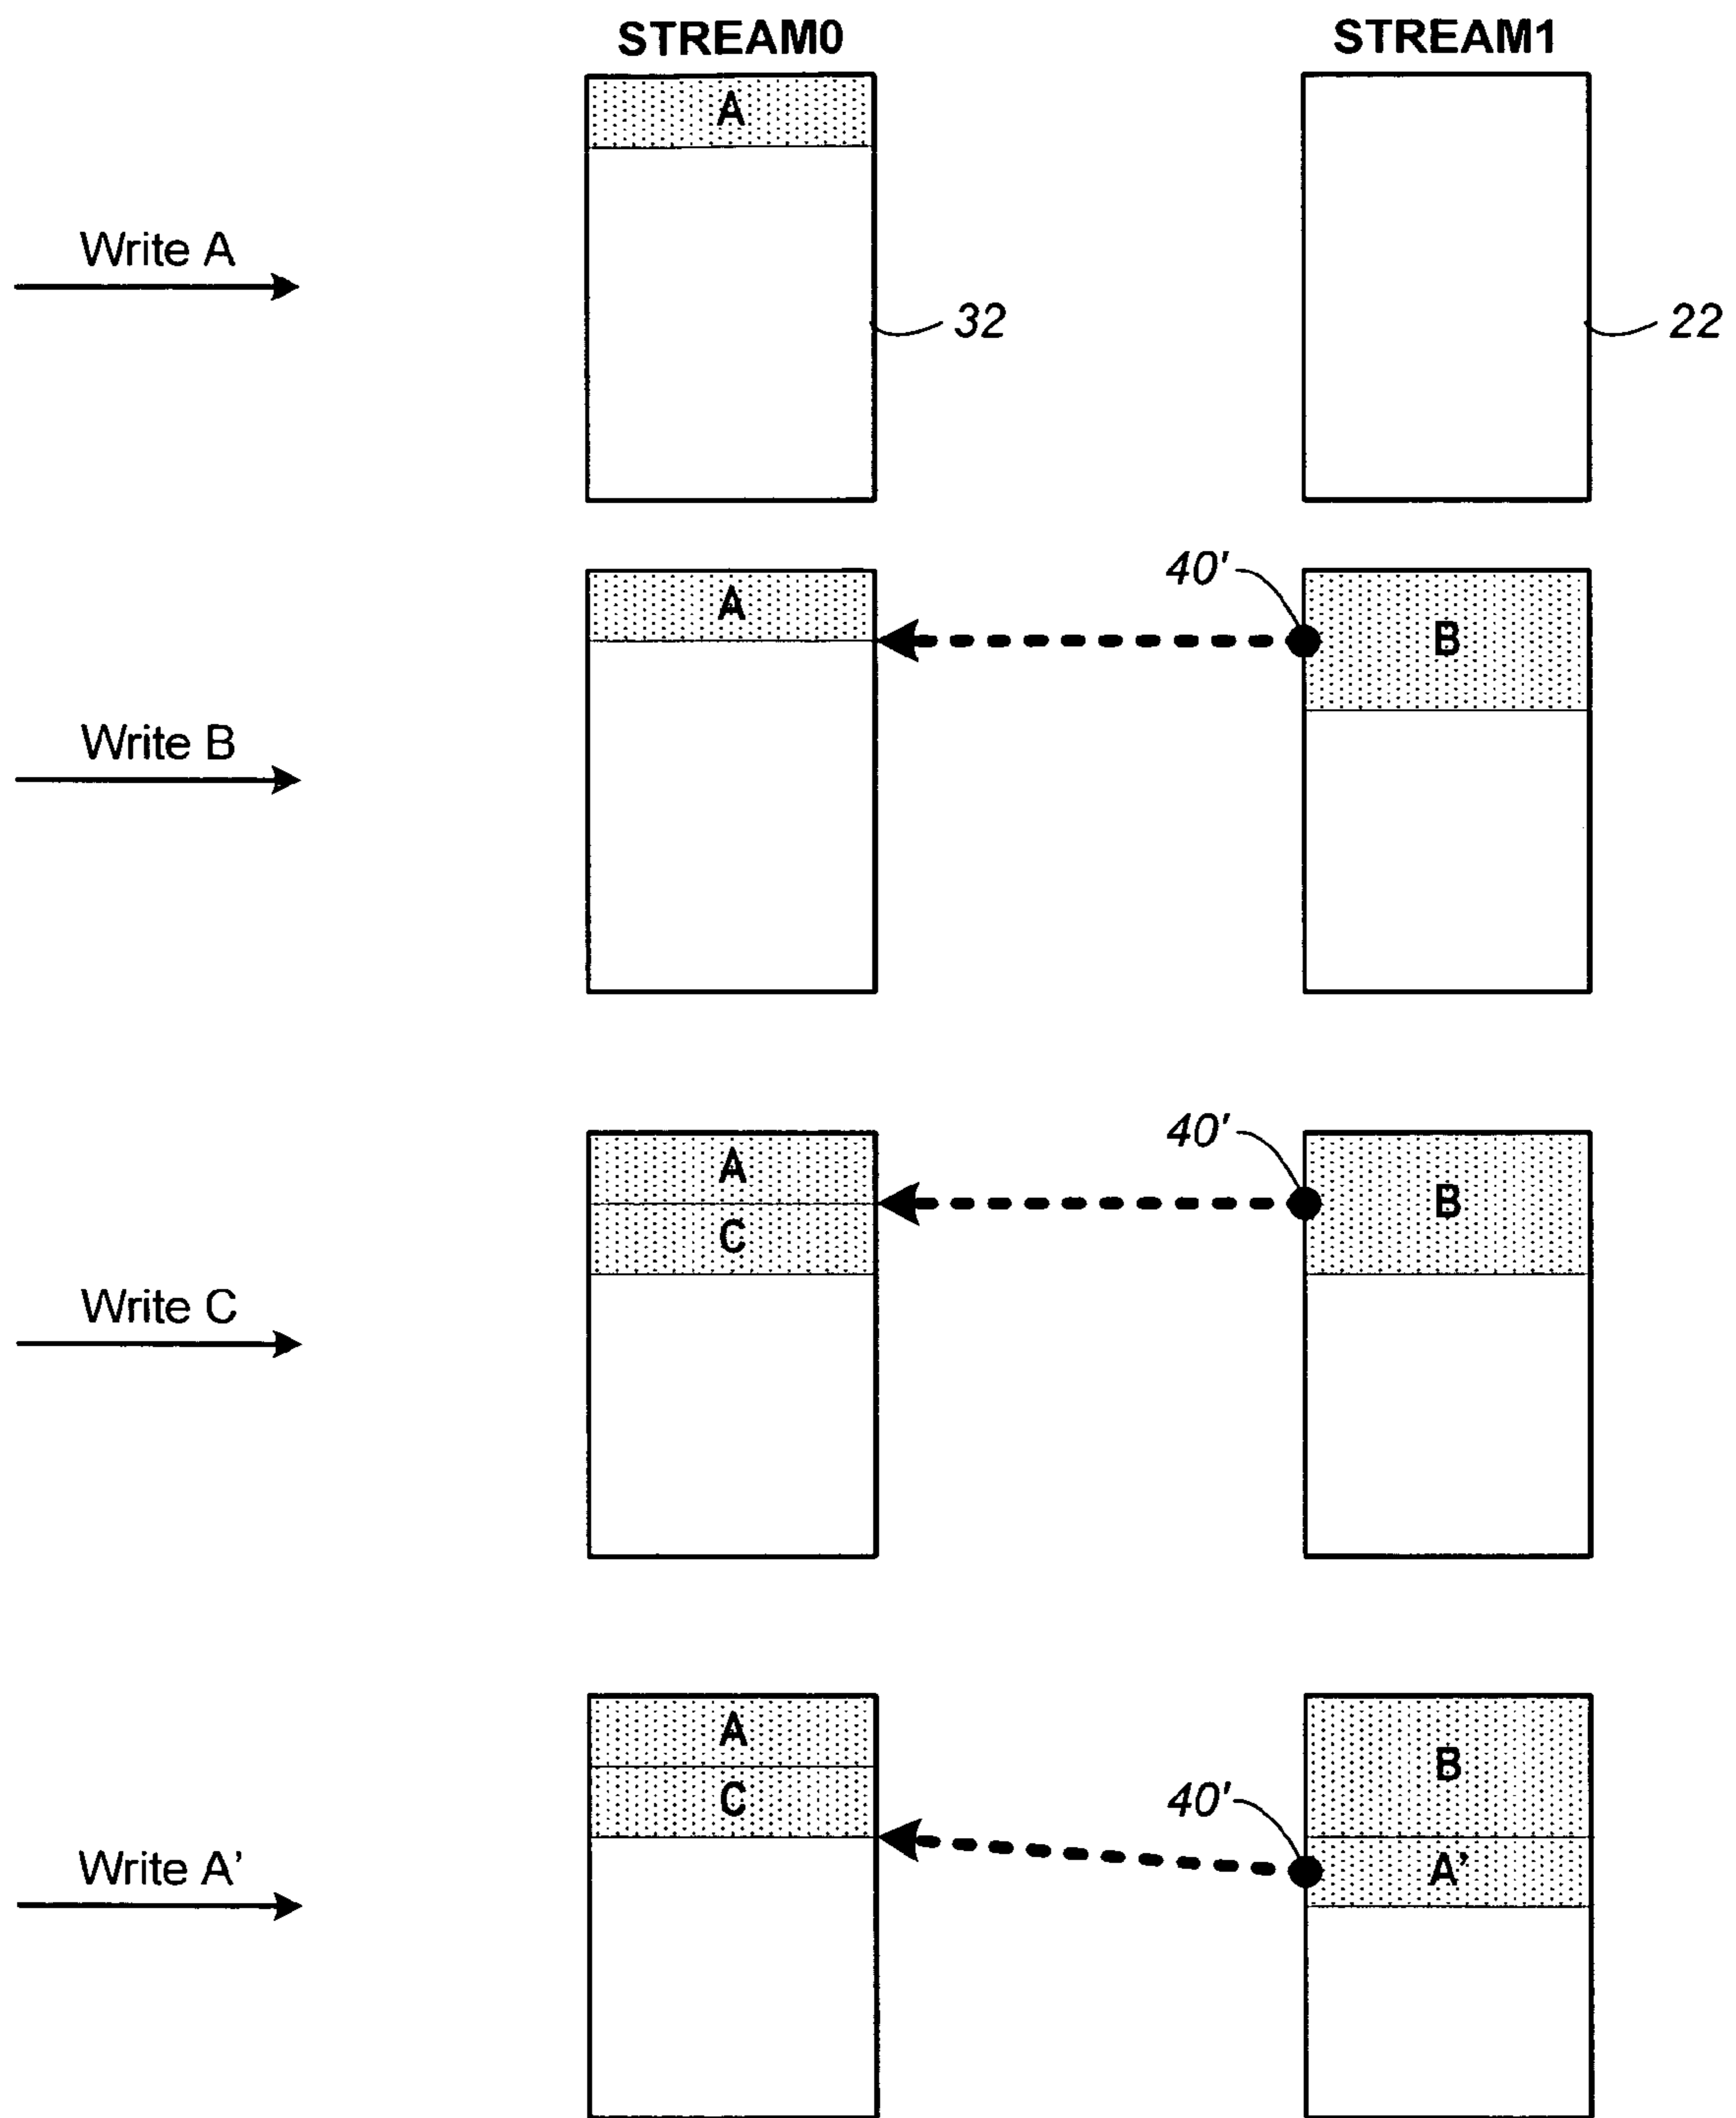 STREAM0 STREAM1
A
Write A
32 22
40'
A B
Write B
40'
A B
C
Write C
A B
C 40'
A’
Write A’